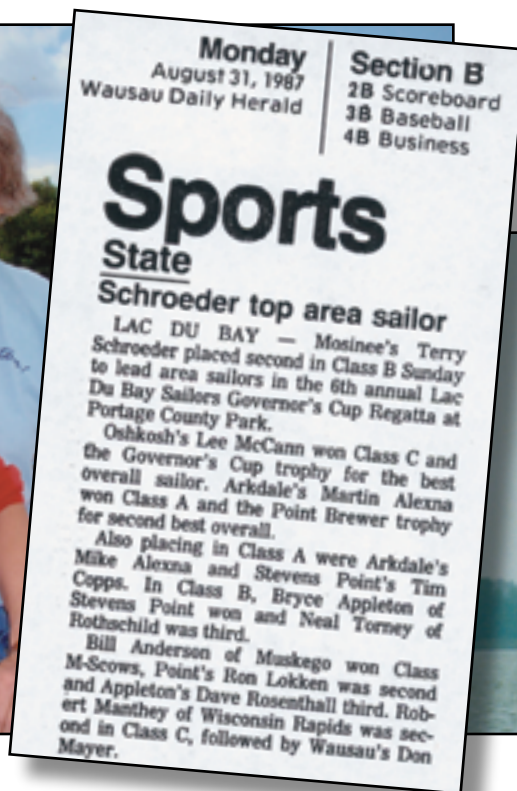 Monday
August 31, 1987
Wausau Daily Herald
Section B
2B Scoreboard
3B Baseball
4B Business
Sports
State
Schroeder top area sailor
LAC DU BAY — Mosinee's Terry
Schroeder placed second in Class B Sunday
to lead area sailors in the 6th annual Lac
Du Bay Sailors Governor's Cup Regatta at
Portage County Park.
Oshkosh's Lee McCann won Class C and
the Governor's Cup trophy for the best
overall sailor. Arkdale's Martin Alexna
won Class A and the Point Brewer trophy
for second best overall.
Also placing in Class A were Arkdale's
Mike Alexna and Stevens Point's Tim
Copps. In Class B, Bryce Appleton of
Stevens Point won and Neal Torney of
Rothschild was third.
Bill Anderson of Muskego won Class
M-Scows, Point's Ron Lokken was second
and Appleton's Dave Rosenthall third. Rob-
ert Manthey of Wisconsin Rapids was sec-
ond in Class C, followed by Wausau's Don
Mayer.